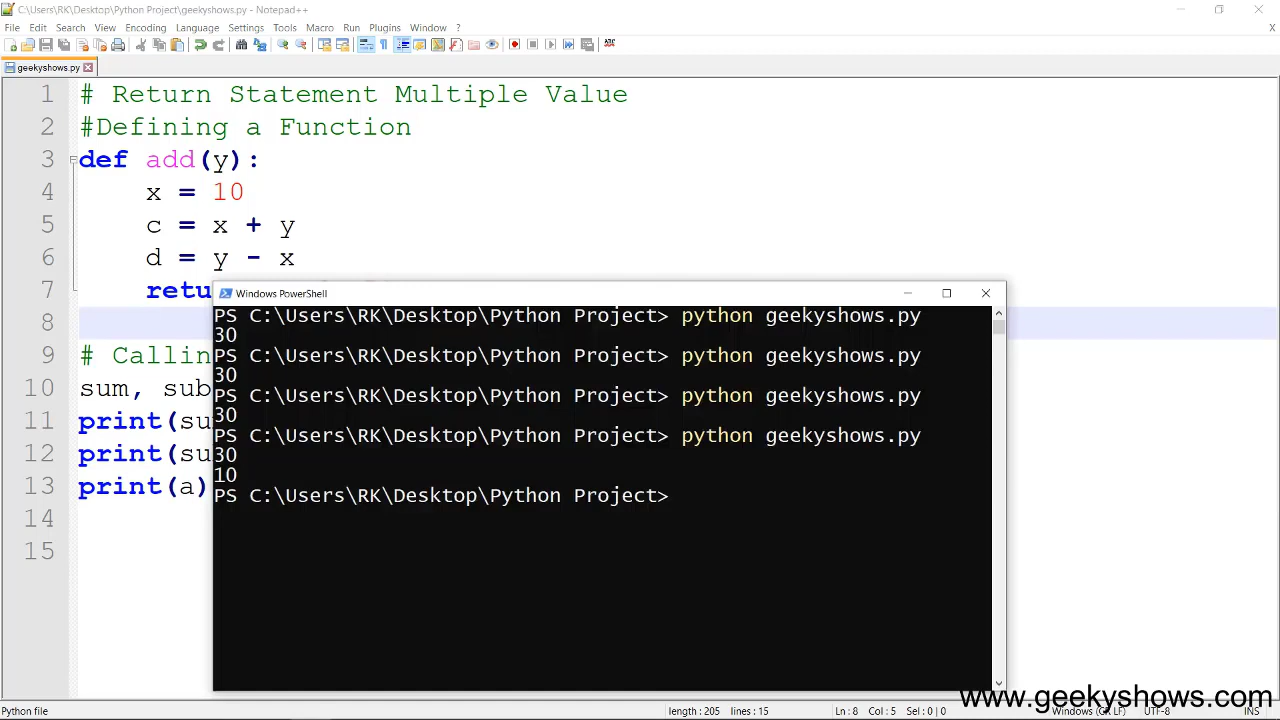 C:\Users\RK\Desktop\Python Project\geekyshows.py - Notepad++
File Edit Search View Encoding Language Settings Tools Macro Run Plugins Window ?
X
geekyshows.py
1 # Return Statement Multiple Value
2 #Defining a Function
3 def add(y):
4 x = 10
5 c = x + y
6 d = y - x
7 retu
8
9 # Callin
10 sum, sub
11 print(su
12 print(su
13 print(a)
14
15
Windows PowerShell
PS C:\Users\RK\Desktop\Python Project> python geekyshows.py
30
PS C:\Users\RK\Desktop\Python Project> python geekyshows.py
30
PS C:\Users\RK\Desktop\Python Project> python geekyshows.py
30
PS C:\Users\RK\Desktop\Python Project> python geekyshows.py
30
10
PS C:\Users\RK\Desktop\Python Project>
www.geekyshows.com
Python file length : 205 lines : 15 Ln : 8 Col : 5 Sel : 0 | 0 Windows (CR LF) UTF-8 INS